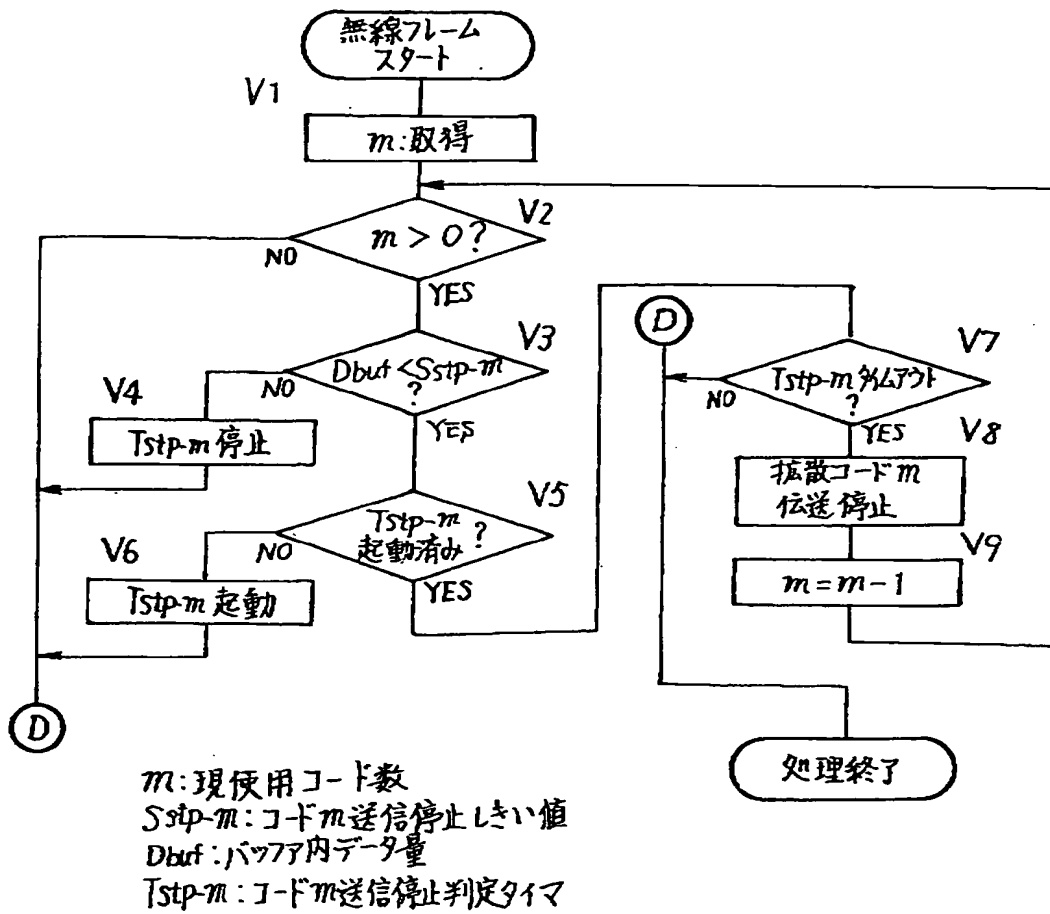 無線フレーム
スタート
V1
m:取得
V2
m > 0?
NO
YES
V3
Dbuf<Sstp-m
?
NO
YES
V4
Tstp-m 停止
V5
Tstp-m
起動済み ?
NO
YES
V6
Tstp-m 起動
D
D
V7
Tstp-m タイムアウト
?
NO
YES
V8
拡散コード m
伝送停止
V9
m=m-1
処理終了
m:現使用コード数
Sstp-m:コードm送信停止しきい値
Dbuf:バッファ内データ量
Tstp-m:コードm送信停止判定タイマ